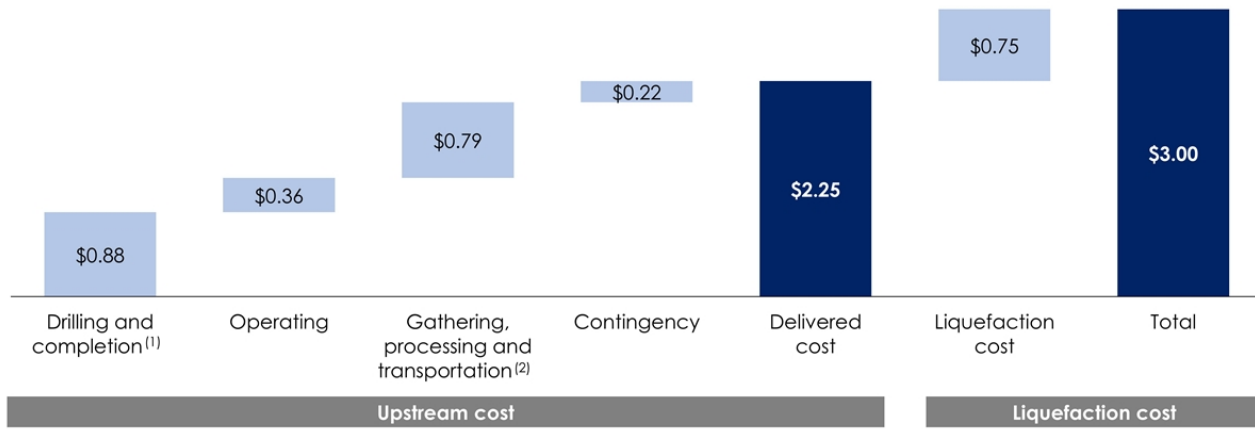 $0.75
$0.22
$0.79
$3.00
$2.25
$0.36
$0.88
Drilling and
completion(1)
Operating
Gathering,
processing and
transportation(2)
Contingency
Delivered
cost
Liquefaction
cost
Total
Upstream cost
Liquefaction cost